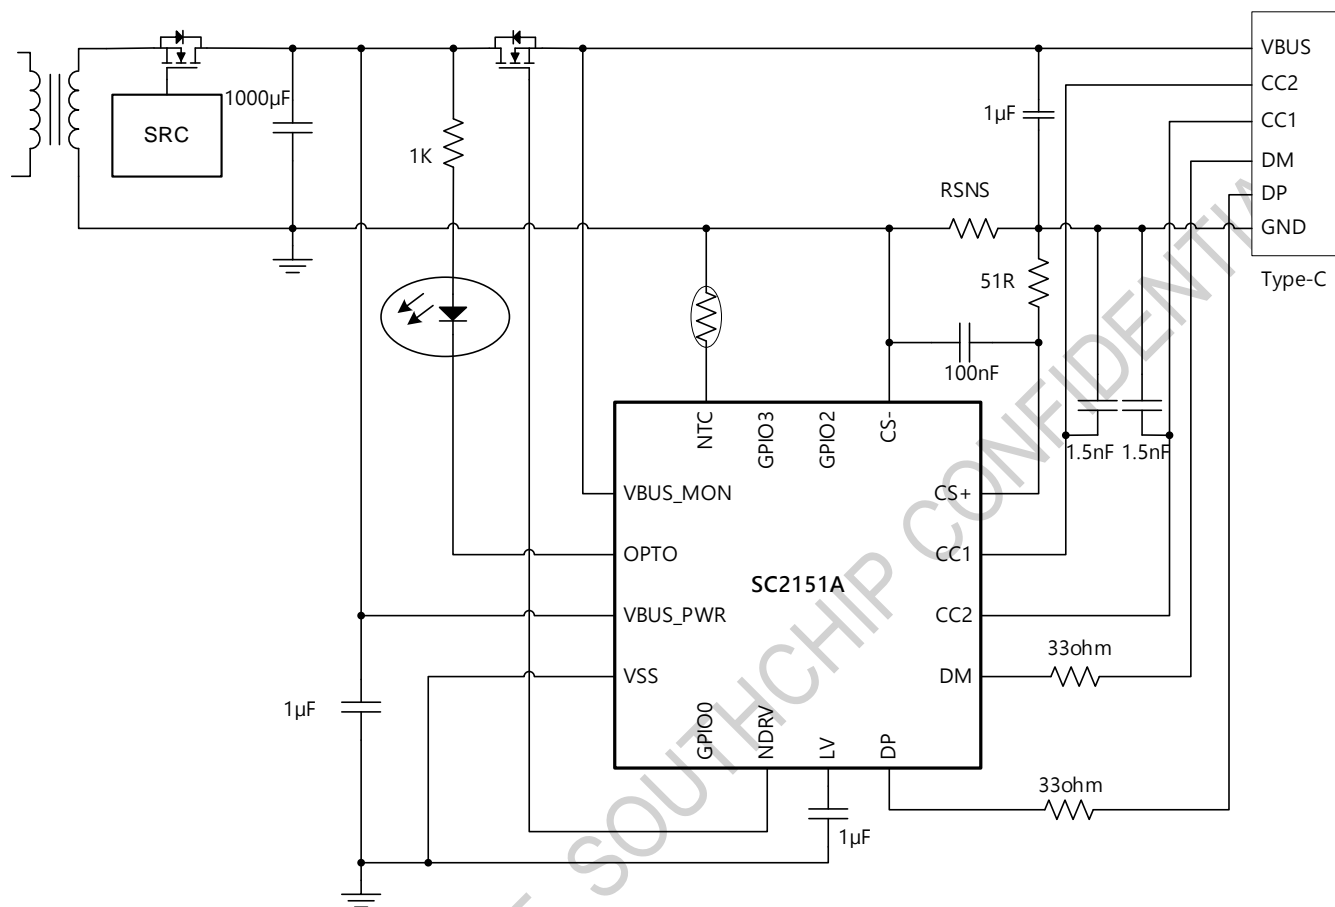 VBUS
CC2
CC1
DM
DP
GND
Type-C
SRC
1000μF
1K
1μF
RSNS
51R
100nF
1.5nF 1.5nF
NTC
GPIO3
GPIO2
CS-
VBUS_MON
OPTO
VBUS_PWR
VSS
SC2151A
CS+
CC1
CC2
DM
GPIO0
NDRV
LV
DP
33ohm
33ohm
1μF
1μF
SOUTHCHIP CONFIDENTIA